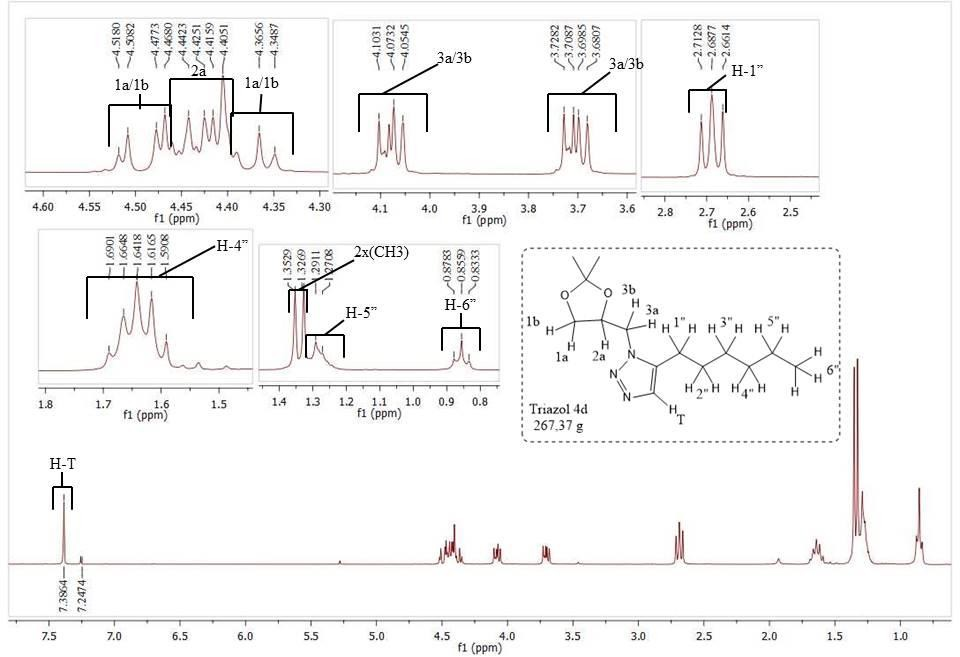 4.5180 4.5082 4.4773 4.4680 4.4423 4.4251 4.4159 4.4051 4.3656 4.3487
1a/1b 2a 1a/1b
4.60 4.55 4.50 4.45 4.40 4.35 4.30
f1 (ppm)
4.1031 4.0732 4.0545 3.7282 3.7087 3.6985 3.6807
3a/3b 3a/3b
4.1 4.0 3.9 3.8 3.7 3.6
f1 (ppm)
2.7128 2.6877 2.6614
H-1”
2.8 2.7 2.6 2.5
f1 (ppm)
1.6901 1.6648 1.6418 1.6165 1.5908
H-4”
1.8 1.7 1.6 1.5
f1 (ppm)
1.3529 1.3269 1.2911 1.2708 0.8783 0.8559 0.8333
2x(CH3)
H-5”
H-6”
1.4 1.3 1.2 1.1 1.0 0.9 0.8
f1 (ppm)
O O
3b
H
1b H H 3a
H H
1a 2a
N
N
N
H
T
1” 3” 5”
H H H H H H
H
H 6”
H
H H H H
2” 4”
Triazol 4d
267,37 g
H-T
7.3864
7.2474
7.5 7.0 6.5 6.0 5.5 5.0 4.5 4.0 3.5 3.0 2.5 2.0 1.5 1.0
f1 (ppm)